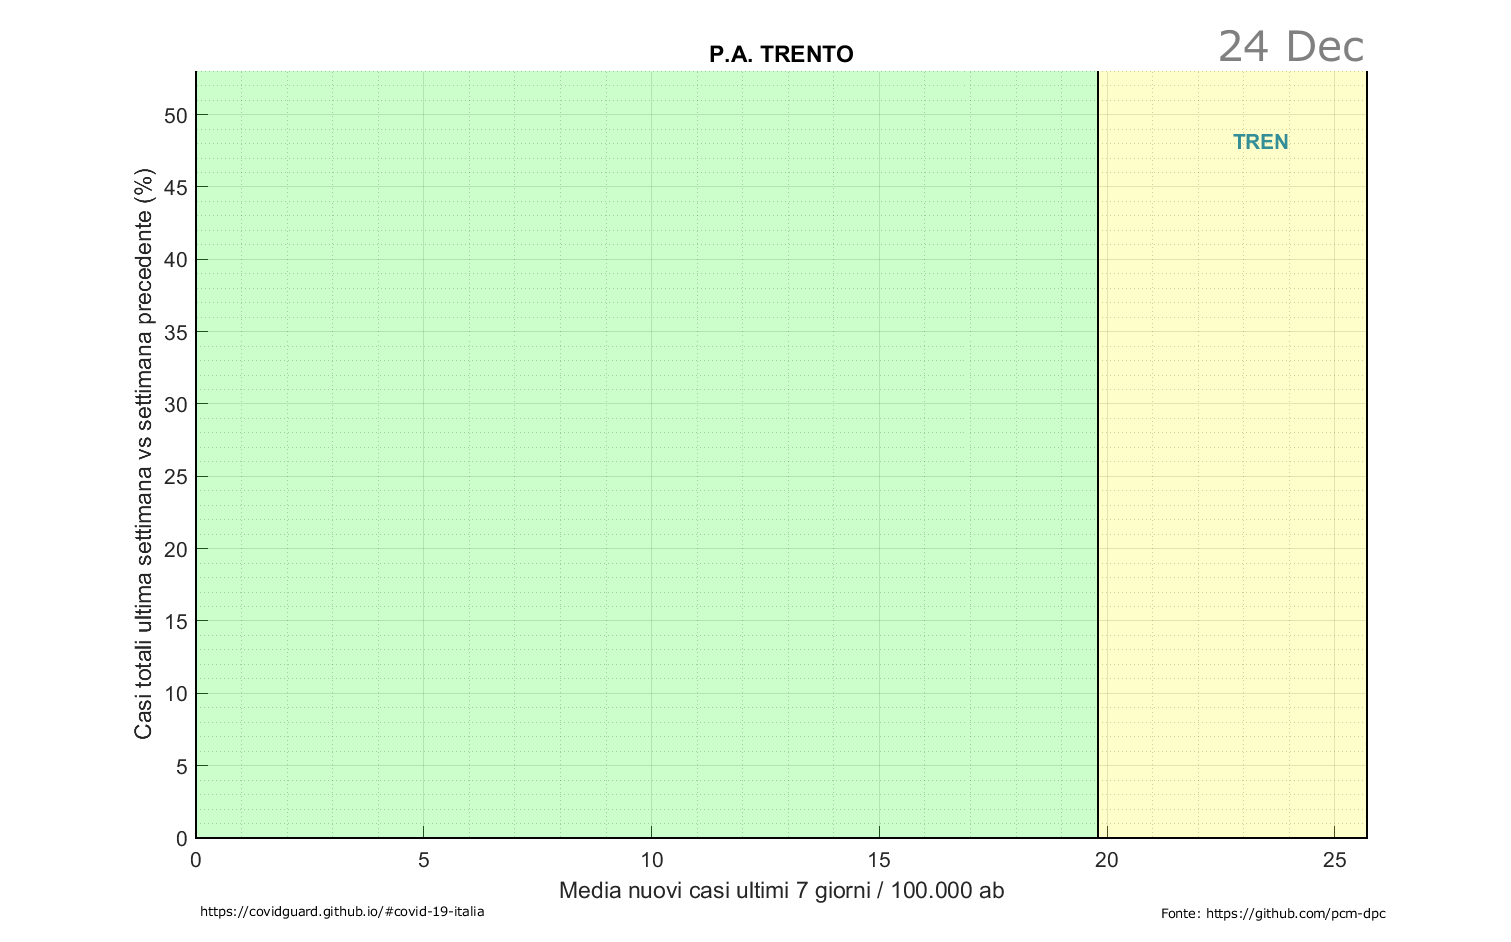 24 Dec
P.A. TRENTO
Casi totali ultima settimana vs settimana precedente (%)
50
45
40
35
30
25
20
15
10
5
0
TREN
0 5 10 15 20 25
Media nuovi casi ultimi 7 giorni / 100.000 ab
https://covidguard.github.io/#covid-19-italia
Fonte: https://github.com/pcm-dpc